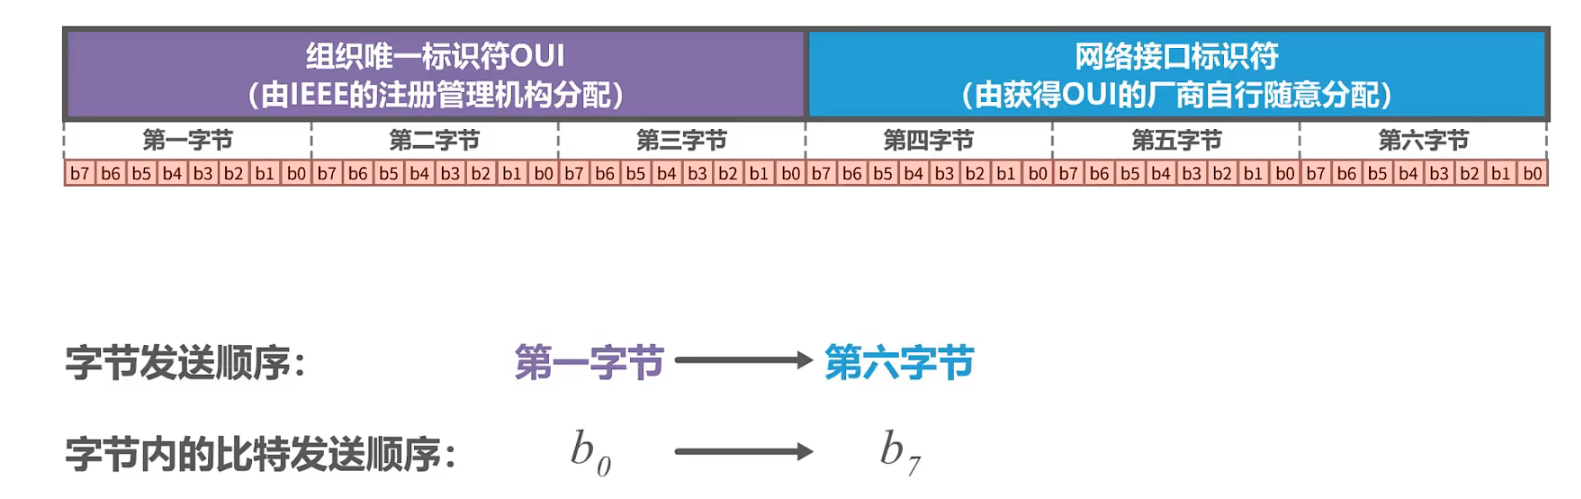 组织唯一标识符OUI
（由IEEE的注册管理机构分配）
网络接口标识符
（由获得OUI的厂商自行随意分配）
第一字节 第二字节 第三字节 第四字节 第五字节 第六字节
b7 b6 b5 b4 b3 b2 b1 b0 b7 b6 b5 b4 b3 b2 b1 b0 b7 b6 b5 b4 b3 b2 b1 b0 b7 b6 b5 b4 b3 b2 b1 b0 b7 b6 b5 b4 b3 b2 b1 b0 b7 b6 b5 b4 b3 b2 b1 b0
字节发送顺序： 第一字节 → 第六字节
字节内的比特发送顺序： b0 → b7